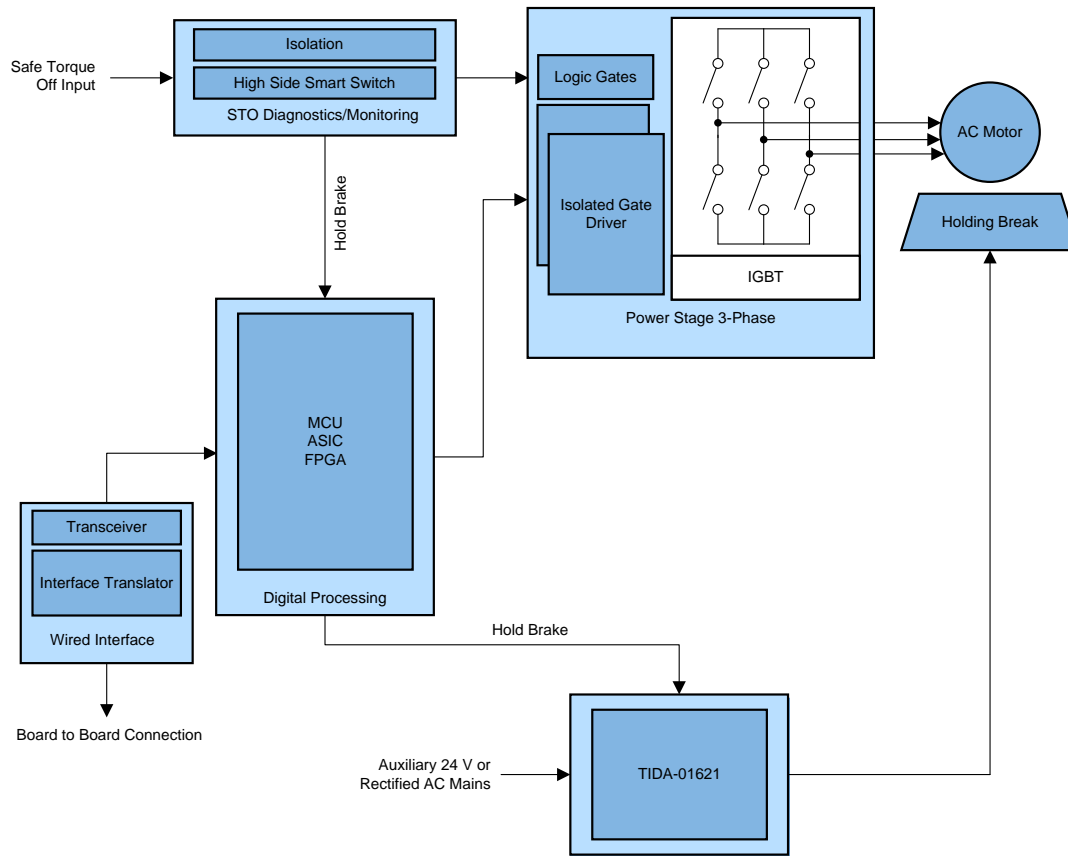 Safe Torque
Off Input
Isolation
High Side Smart Switch
STO Diagnostics/Monitoring
Logic Gates
Isolated Gate
Driver
IGBT
Power Stage 3-Phase
AC Motor
Holding Break
Hold Brake
MCU
ASIC
FPGA
Digital Processing
Transceiver
Interface Translator
Wired Interface
Board to Board Connection
Hold Brake
Auxiliary 24 V or
Rectified AC Mains
TIDA-01621